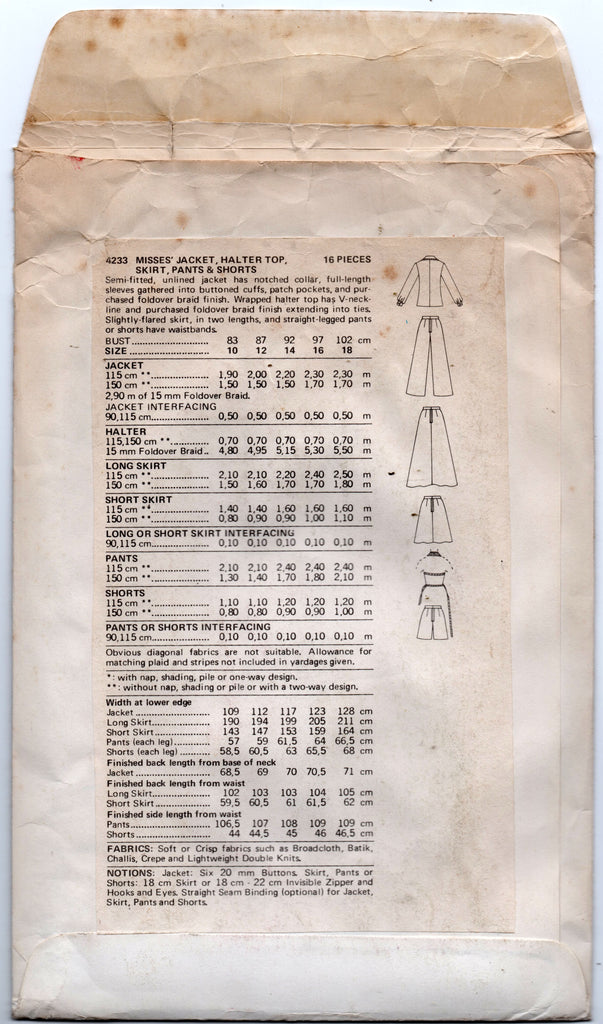 4233 MISSES' JACKET, HALTER TOP, 16 PIECES
SKIRT, PANTS & SHORTS
Semi-fitted, unlined jacket has notched collar, full-length
sleeves gathered into buttoned cuffs, patch pockets, and pur-
chased foldover braid finish. Wrapped halter top has V-neck-
line and purchased foldover braid finish extending into ties.
Slightly-flared skirt, in two lengths, and straight-legged pants
or shorts have waistbands.
BUST........................... 83 87 92 97 102 cm
SIZE ........................... 10 12 14 16 18
JACKET
115 cm **............... 1,90 2,00 2,20 2,30 2,30 m
150 cm **............... 1,50 1,50 1,50 1,70 1,70 m
2,90 m of 15 mm Foldover Braid.
JACKET INTERFACING
90,115 cm............... 0,50 0,50 0,50 0,50 0,50 m
HALTER
115,150 cm **........... 0,70 0,70 0,70 0,70 0,70 m
15 mm Foldover Braid.. 4,80 4,95 5,15 5,30 5,50 m
LONG SKIRT
115 cm **............... 2,10 2,10 2,20 2,40 2,50 m
150 cm **............... 1,50 1,60 1,70 1,70 1,80 m
SHORT SKIRT
115 cm **............... 1,40 1,40 1,60 1,60 1,60 m
150 cm **............... 0,80 0,90 0,90 1,00 1,10 m
LONG OR SHORT SKIRT INTERFACING
90,115 cm............... 0,10 0,10 0,10 0,10 0,10 m
PANTS
115 cm **............... 2,10 2,10 2,40 2,40 2,40 m
150 cm **............... 1,30 1,40 1,70 1,80 2,10 m
SHORTS
115 cm **............... 1,10 1,10 1,20 1,20 1,20 m
150 cm **............... 0,80 0,80 0,90 0,90 1,00 m
PANTS OR SHORTS INTERFACING
90,115 cm............... 0,10 0,10 0,10 0,10 0,10 m
Obvious diagonal fabrics are not suitable. Allowance for
matching plaid and stripes not included in yardages given.
*: with nap, shading, pile or one-way design.
**: without nap, shading or pile or with a two-way design.
Width at lower edge
Jacket ..................... 109 112 117 123 128 cm
Long Skirt................. 190 194 199 205 211 cm
Short Skirt................ 143 147 153 159 164 cm
Pants (each leg)........... 57 59 61,5 64 66,5 cm
Shorts (each leg) .......... 58,5 60,5 63 65,5 68 cm
Finished back length from base of neck
Jacket ..................... 68,5 69 70 70,5 71 cm
Finished back length from waist
Long Skirt................. 102 103 103 104 105 cm
Short Skirt................ 59,5 60,5 61 61,5 62 cm
Finished side length from waist
Pants...................... 106,5 107 108 109 109 cm
Shorts..................... 44 44,5 45 46 46,5 cm
FABRICS: Soft or Crisp fabrics such as Broadcloth, Batik,
Challis, Crepe and Lightweight Double Knits.
NOTIONS: Jacket: Six 20 mm Buttons. Skirt, Pants or
Shorts: 18 cm Skirt or 18 cm - 22 cm Invisible Zipper and
Hooks and Eyes. Straight Seam Binding (optional) for Jacket,
Skirt, Pants and Shorts.